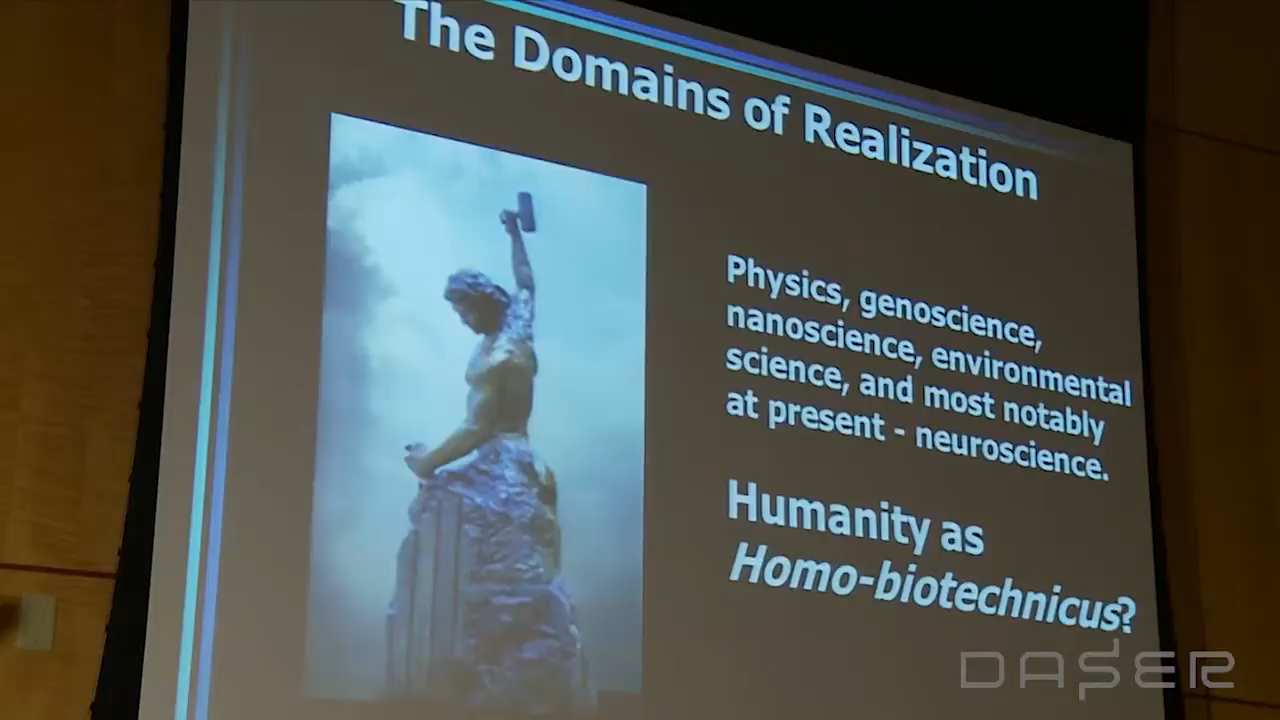 The Domains of Realization
Physics, genoscience,
nanoscience, environmental
science, and most notably
at present - neuroscience.
Humanity as
Homo-biotechnicus?
DASER